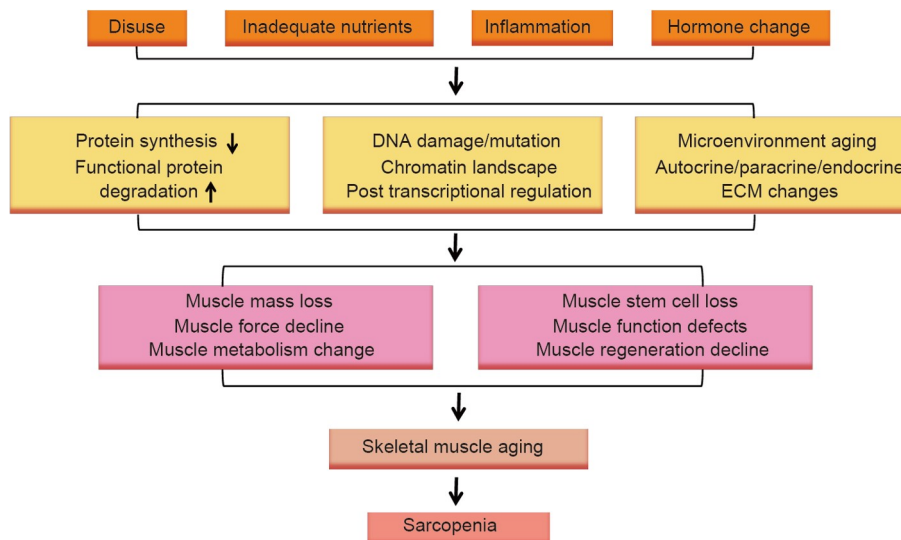 Disuse
Inadequate nutrients
Inflammation
Hormone change
Protein synthesis ↓
Functional protein
degradation ↑
DNA damage/mutation
Chromatin landscape
Post transcriptional regulation
Microenvironment aging
Autocrine/paracrine/endocrine
ECM changes
Muscle mass loss
Muscle force decline
Muscle metabolism change
Muscle stem cell loss
Muscle function defects
Muscle regeneration decline
Skeletal muscle aging
Sarcopenia